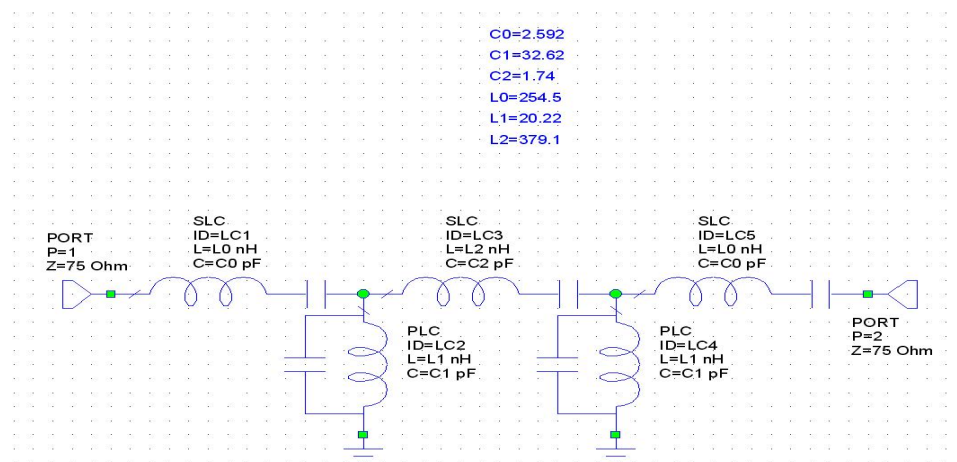 C0=2.592
C1=32.62
C2=1.74
L0=254.5
L1=20.22
L2=379.1
PORT
P=1
Z=75 Ohm
SLC
ID=LC1
L=L0 nH
C=C0 pF
SLC
ID=LC3
L=L2 nH
C=C2 pF
SLC
ID=LC5
L=L0 nH
C=C0 pF
PLC
ID=LC2
L=L1 nH
C=C1 pF
PLC
ID=LC4
L=L1 nH
C=C1 pF
PORT
P=2
Z=75 Ohm